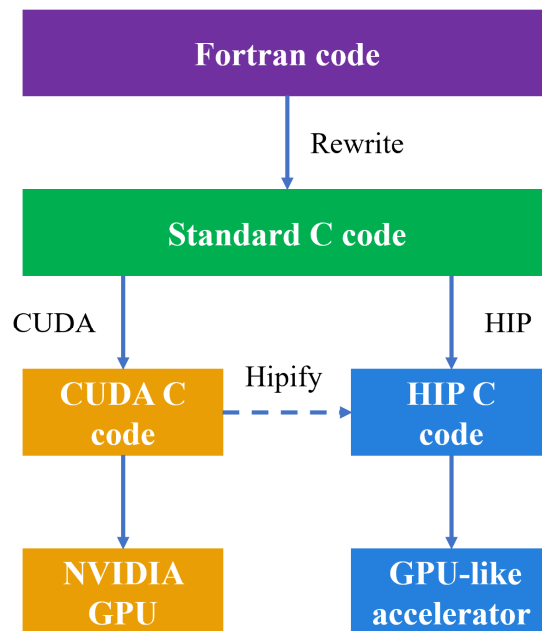 Fortran code
Rewrite
Standard C code
CUDA
HIP
Hipify
CUDA C
code
HIP C
code
NVIDIA
GPU
GPU-like
accelerator